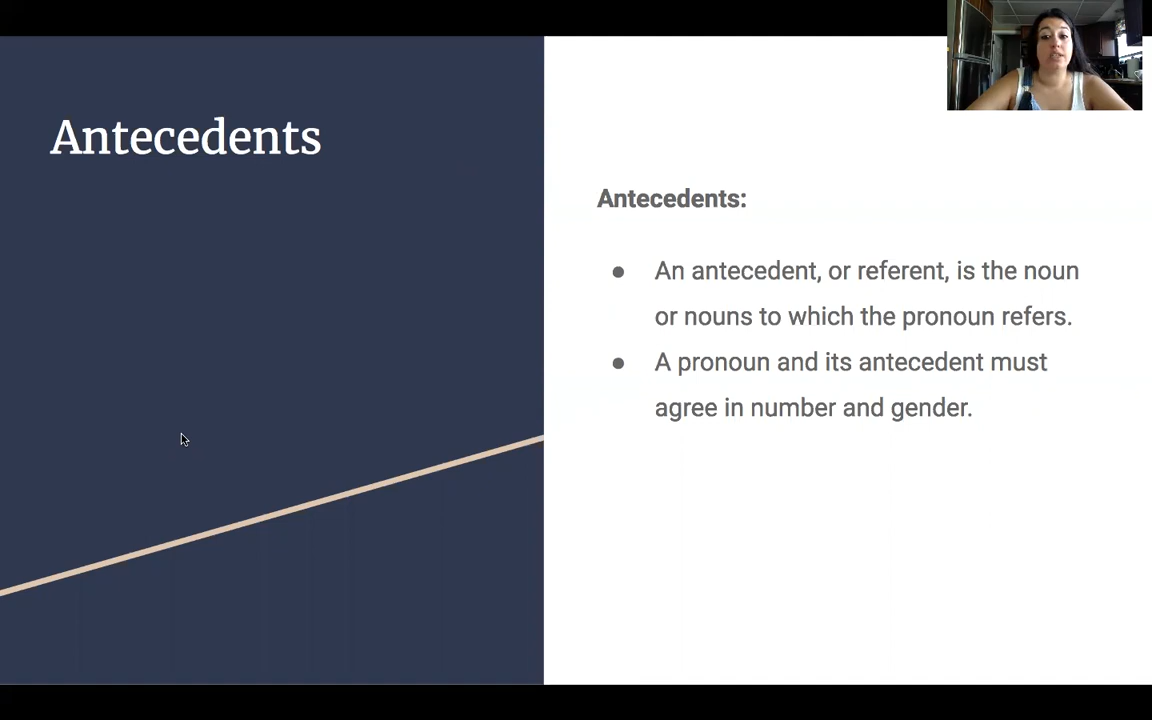 Antecedents
Antecedents:
● An antecedent, or referent, is the noun
or nouns to which the pronoun refers.
● A pronoun and its antecedent must
agree in number and gender.